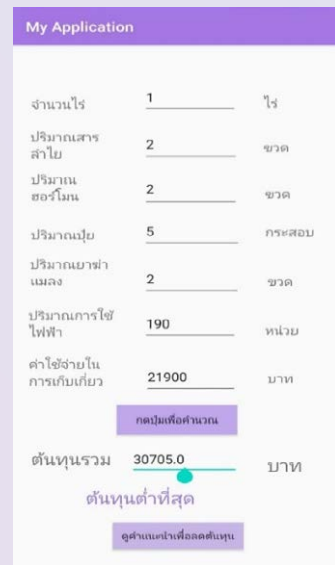 My Application
จำนวนไร่ 1 ไร่
ปริมาณสาร
ลำไย 2 ขวด
ปริมาณ
ฮอร์โมน 2 ขวด
ปริมาณปุ๋ย 5 กระสอบ
ปริมาณยาฆ่า
แมลง 2 ขวด
ปริมาณการใช้
ไฟฟ้า 190 หน่วย
ค่าใช้จ่ายใน
การเก็บเกี่ยว 21900 บาท
กดปุ่มเพื่อคำนวณ
ต้นทุนรวม 30705.0 บาท
ต้นทุนต่ำที่สุด
ดูคำแนะนำเพื่อลดต้นทุน